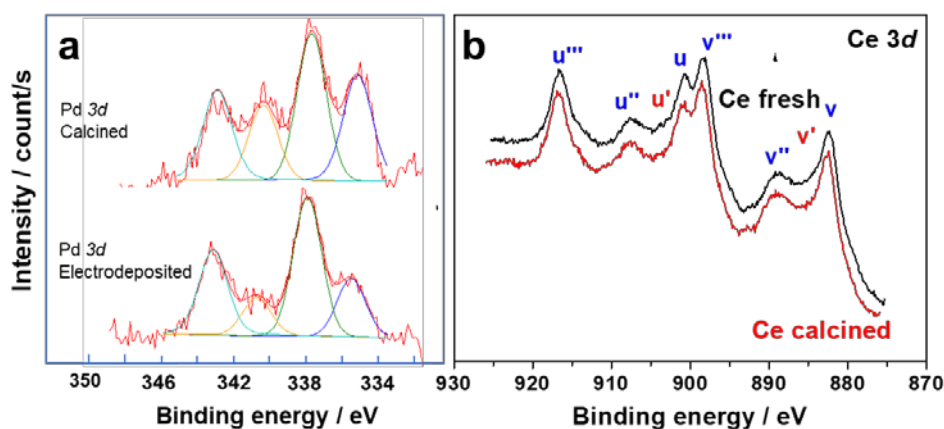 a
Pd 3d
Calcined
Pd 3d
Electrodeposited
Intensity / count/s
350 346 342 338 334
Binding energy / eV
b
Ce 3d
u''' u'' u' u v''' v'' v' v
Ce fresh
Ce calcined
930 920 910 900 890 880 870
Binding energy / eV